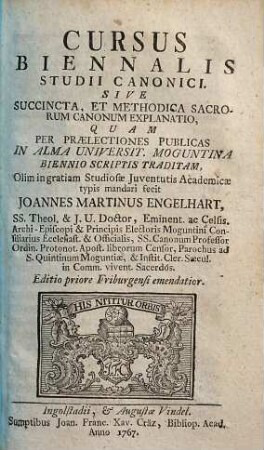 CURSUS
BIENNALIS
STUDII CANONICI.
SIVE
SUCCINCTA, ET METHODICA SACRO-
RUM CANONUM EXPLANATIO,
QUAM
PER PRÆLECTIONES PUBLICAS
IN ALMA UNIVERSIT. MOGUNTINA
BIENNIO SCRIPTIS TRADITAM,
Olim in gratiam Studiosæ Juventutis Academicæ
typis mandari fecit
JOANNES MARTINUS ENGELHART,
SS. Theol, & J. U. Doctor, Eminent. ac Celsis.
Archi-Episcopi & Principis Electoris Moguntini Con-
siliarius Ecclesiast. & Officialis, SS. Canonum Professor
Ordin. Protonot. Apost. librorum Censor, Parochus ad
S. Quintinum Moguntiæ, & Instit. Cler. Sæcul.
in Comm. vivent. Sacerdos.
Editio priore Friburgensi emendatior.
HIS NITITUR ORBIS
Ingolstadii, & Augustæ Vindel.
Sumptibus Joan. Franc. Xav. Cräz, Bibliop. Acad.
Anno 1767.